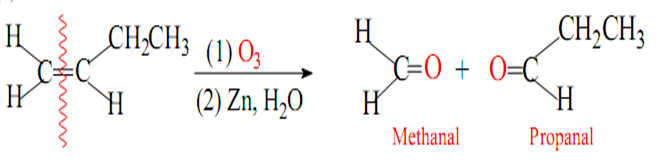 H CH₂CH₃ (1) O₃ H CH₂CH₃
C=C C=O + O=C
H H (2) Zn, H₂O H H
Methanal Propanal